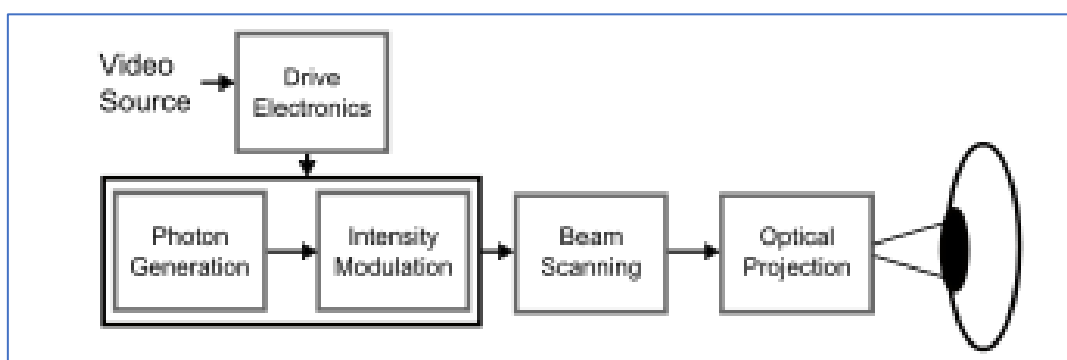 Video
Source
Drive
Electronics
Photon
Generation
Intensity
Modulation
Beam
Scanning
Optical
Projection